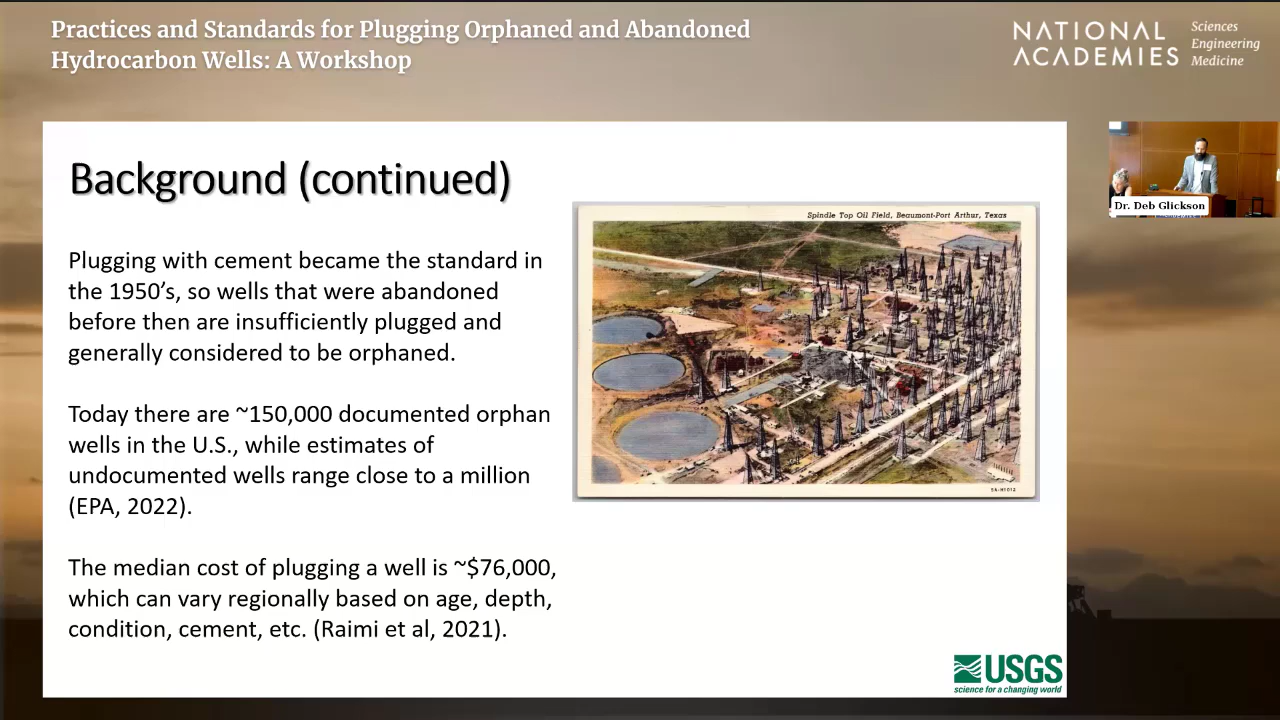 Practices and Standards for Plugging Orphaned and Abandoned
Hydrocarbon Wells: A Workshop
NATIONAL
ACADEMIES
Sciences
Engineering
Medicine
Background (continued)
Plugging with cement became the standard in
the 1950's, so wells that were abandoned
before then are insufficiently plugged and
generally considered to be orphaned.
Today there are ~150,000 documented orphan
wells in the U.S., while estimates of
undocumented wells range close to a million
(EPA, 2022).
The median cost of plugging a well is ~$76,000,
which can vary regionally based on age, depth,
condition, cement, etc. (Raimi et al, 2021).
Spindle Top Oil Field, Beaumont-Port Arthur, Texas
Dr. Deb Glickson
USGS
science for a changing world